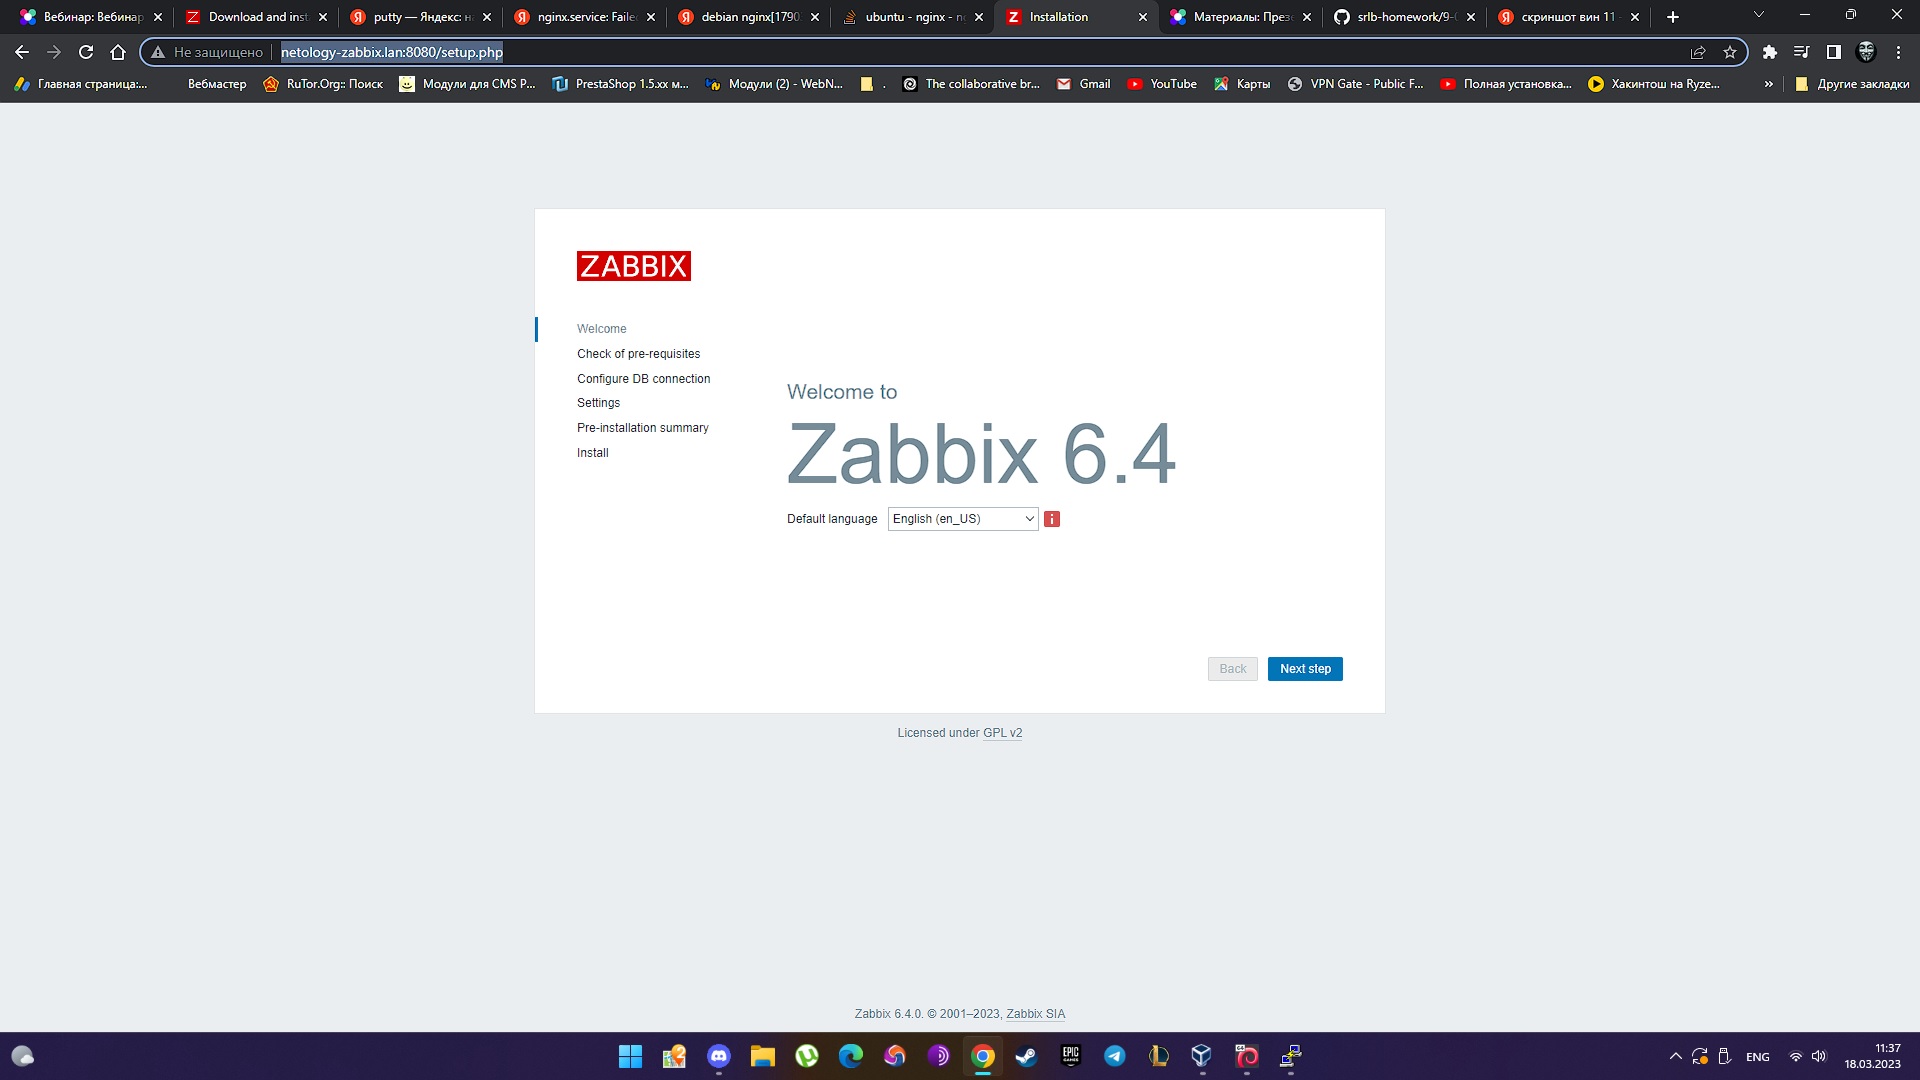 Вебинар: Вебинар
Download and inst
putty — Яндекс: на
nginx.service: Faile
debian nginx[1790
ubuntu - nginx - n
Installation
Материалы: През
srlb-homework/9-
скриншот вин 11
Не защищено
netology-zabbix.lan:8080/setup.php
Главная страница:...
Вебмастер
RuTor.Org:: Поиск
Модули для CMS P...
PrestaShop 1.5.xx м...
Модули (2) - WebN...
.
The collaborative br...
Gmail
YouTube
Карты
VPN Gate - Public F...
Полная установка...
Хакинтош на Ryze...
»
Другие закладки
ZABBIX
Welcome
Check of pre-requisites
Configure DB connection
Settings
Pre-installation summary
Install
Welcome to
Zabbix 6.4
Default language
English (en_US)
Back
Next step
Licensed under GPL v2
Zabbix 6.4.0. © 2001–2023, Zabbix SIA
EPIC
GAMES
ENG
11:37
18.03.2023